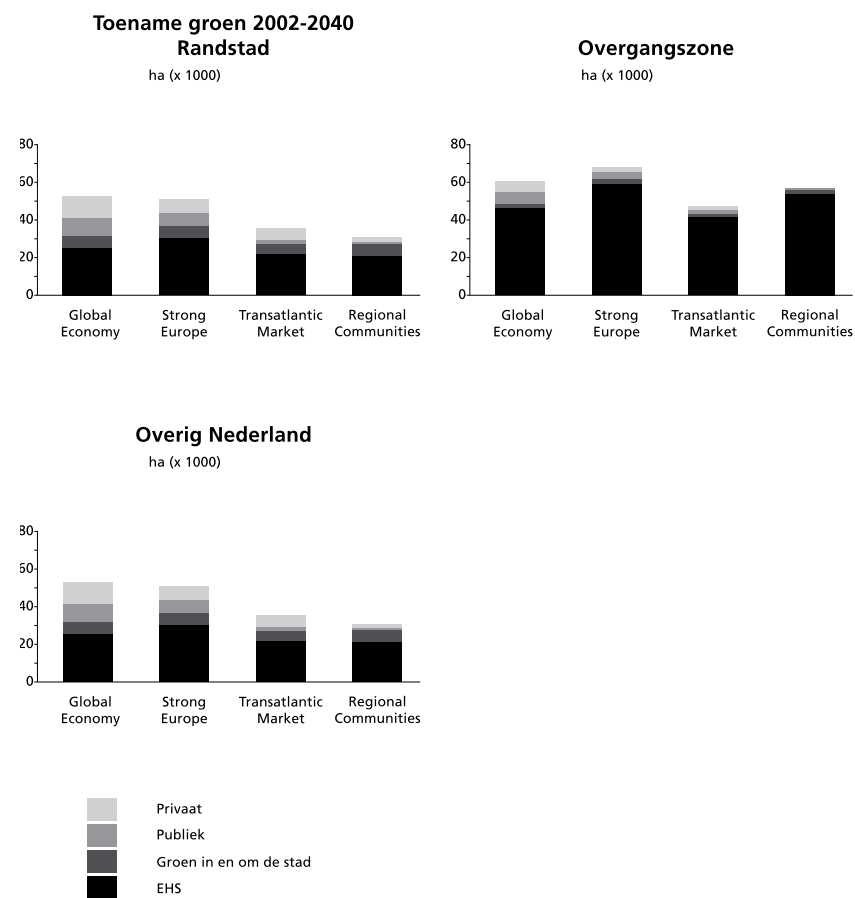 Toename groen 2002-2040
Randstad
ha (x 1000)
80
60
40
20
0
Global
Economy
Strong
Europe
Transatlantic
Market
Regional
Communities
Overgangszone
ha (x 1000)
80
60
40
20
0
Global
Economy
Strong
Europe
Transatlantic
Market
Regional
Communities
Overig Nederland
ha (x 1000)
80
60
40
20
0
Global
Economy
Strong
Europe
Transatlantic
Market
Regional
Communities
Privaat
Publiek
Groen in en om de stad
EHS